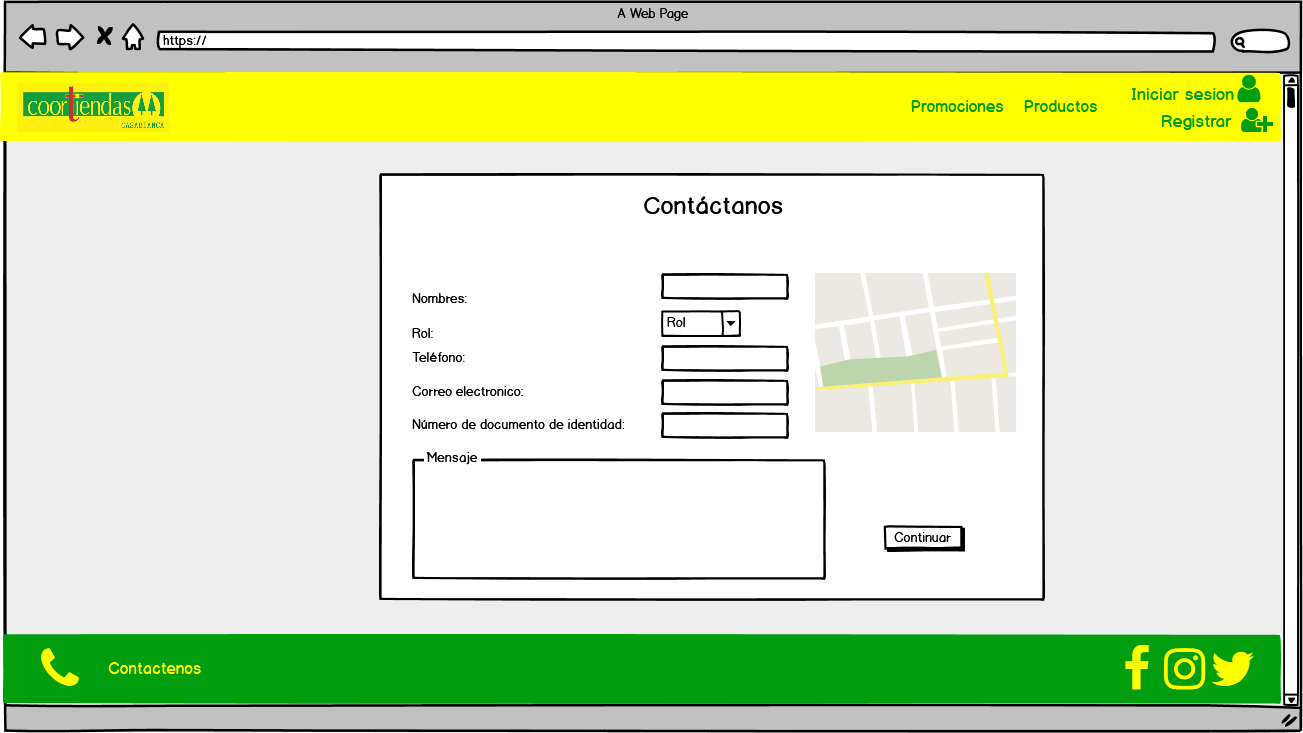 A Web Page
https://
coortiendas
CASABLANCA
Promociones
Productos
Iniciar sesion
Registrar
Contáctanos
Nombres:
Rol:
Rol
Teléfono:
Correo electronico:
Número de documento de identidad:
Mensaje
Continuar
Contactenos